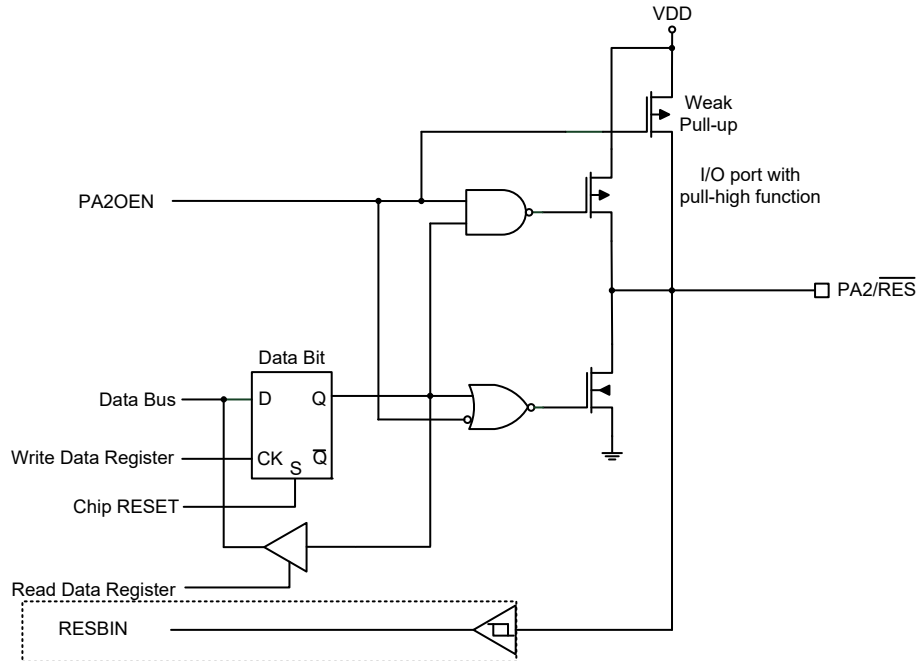 VDD
Weak
Pull-up
I/O port with
pull-high function
PA2OEN
PA2/R̅E̅S̅
Data Bit
Data Bus
D
Q
Write Data Register
CK
S
Q̅
Chip RESET
Read Data Register
RESBIN